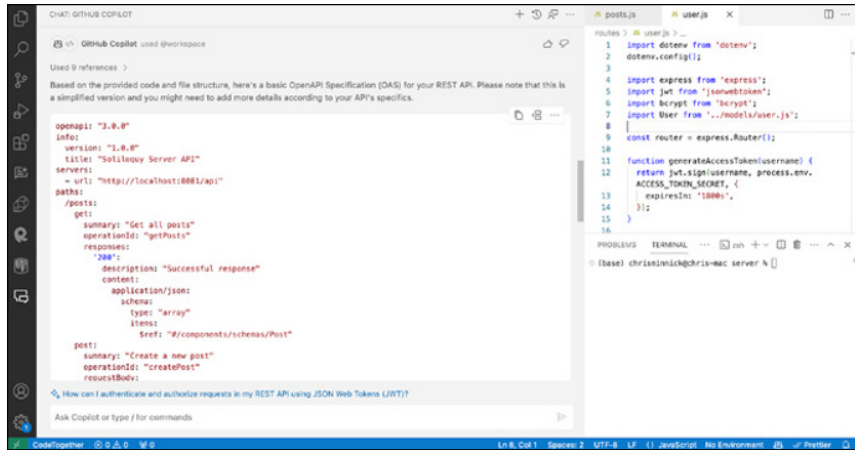 CHAT: GITHUB COPILOT
GitHub Copilot used @workspace
Used 9 references >
Based on the provided code and file structure, here's a basic OpenAPI Specification (OAS) for your REST API. Please note that this is
a simplified version and you might need to add more details according to your API's specifics.
openapi: "3.0.0"
info:
version: "1.0.0"
title: "Soliloquy Server API"
servers:
- url: "http://localhost:8081/api"
paths:
/posts:
get:
summary: "Get all posts"
operationId: "getPosts"
responses:
'200':
description: "Successful response"
content:
application/json:
schema:
type: "array"
items:
$ref: "#/components/schemas/Post"
post:
summary: "Create a new post"
operationId: "createPost"
requestBody:
How can I authenticate and authorize requests in my REST API using JSON Web Tokens (JWT)?
Ask Copilot or type / for commands
posts.js
user.js
routes > user.js > ...
1 import dotenv from 'dotenv';
2 dotenv.config();
3
4 import express from 'express';
5 import jwt from "jsonwebtoken";
6 import bcrypt from 'bcrypt';
7 import User from '../models/user.js';
8
9 const router = express.Router();
10
11 function generateAccessToken(username) {
12 return jwt.sign(username, process.env.
ACCESS_TOKEN_SECRET, {
13 expiresIn: '1800s',
14 });
15 }
16
PROBLEMS TERMINAL ... zsh
(base) chrisminnick@chris-mac server %
CodeTogether 0 0 0
Ln 8, Col 1 Spaces: 2 UTF-8 LF {} JavaScript No Environment Prettier